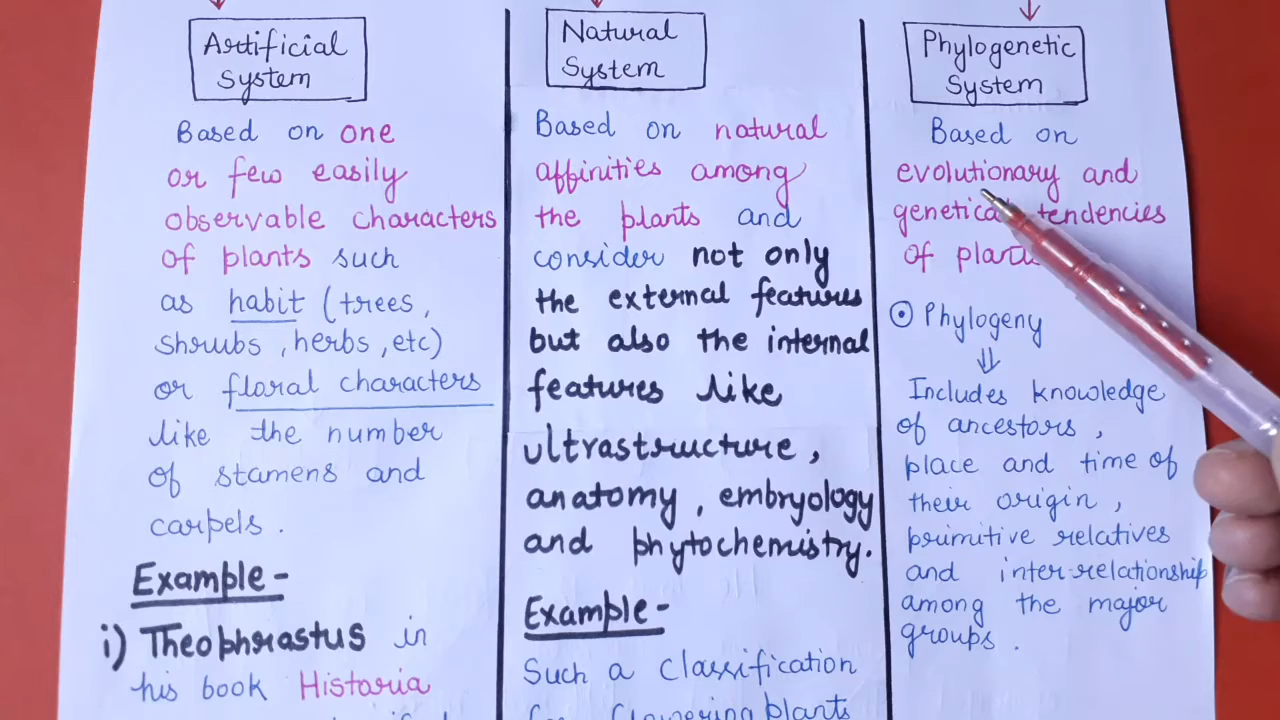 Artificial
System
Based on one
or few easily
observable characters
of plants such
as habit (trees,
shrubs, herbs, etc)
or floral characters
like the number
of stamens and
carpels.
Example-
i) Theophrastus in
his book Histaria
Natural
System
Based on natural
affinities among
the plants and
consider not only
the external features
but also the internal
features like
ultrastructure,
anatomy, embryology
and phytochemistry.
Example-
Such a classification
for flowering plants
Phylogenetic
System
Based on
evolutionary and
tendencies
of
Phylogeny
Includes knowledge
of ancestors,
place and time of
their origin,
primitive relatives
and inter-relationship
among the major
groups.